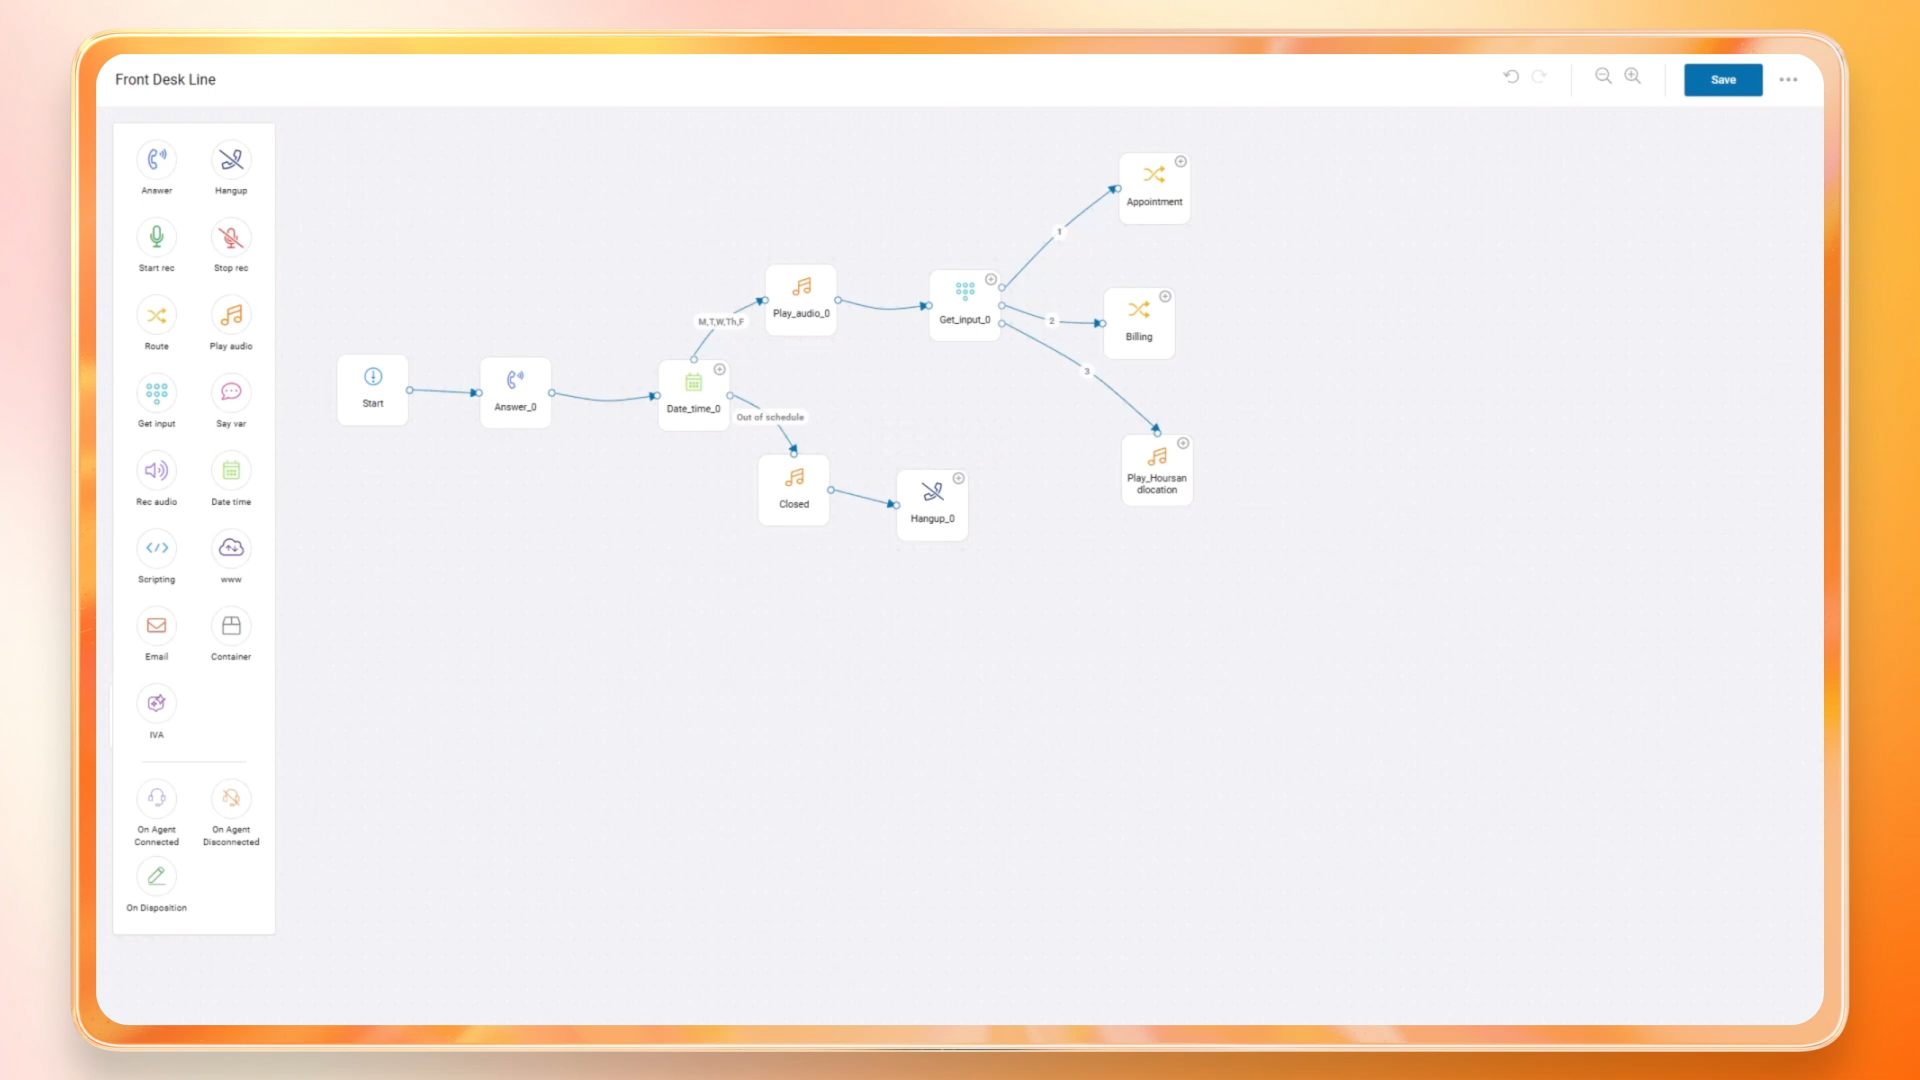 Front Desk Line
Save
Answer
Hangup
Start rec
Stop rec
Route
Play audio
Get input
Say var
Rec audio
Date time
Scripting
www
Email
Container
IVA
On Agent
Connected
On Agent
Disconnected
On Disposition
Start
Answer_0
Date_time_0
M,T,W,Th,F
Out of schedule
Play_audio_0
Closed
Hangup_0
Get_input_0
1
2
3
Appointment
Billing
Play_Hoursan
dlocation